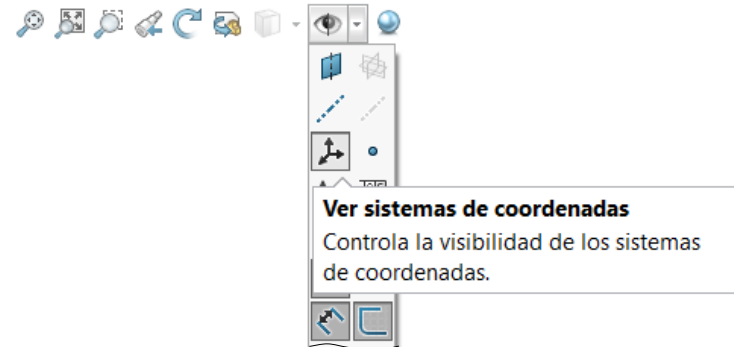 Ver sistemas de coordenadas
Controla la visibilidad de los sistemas
de coordenadas.